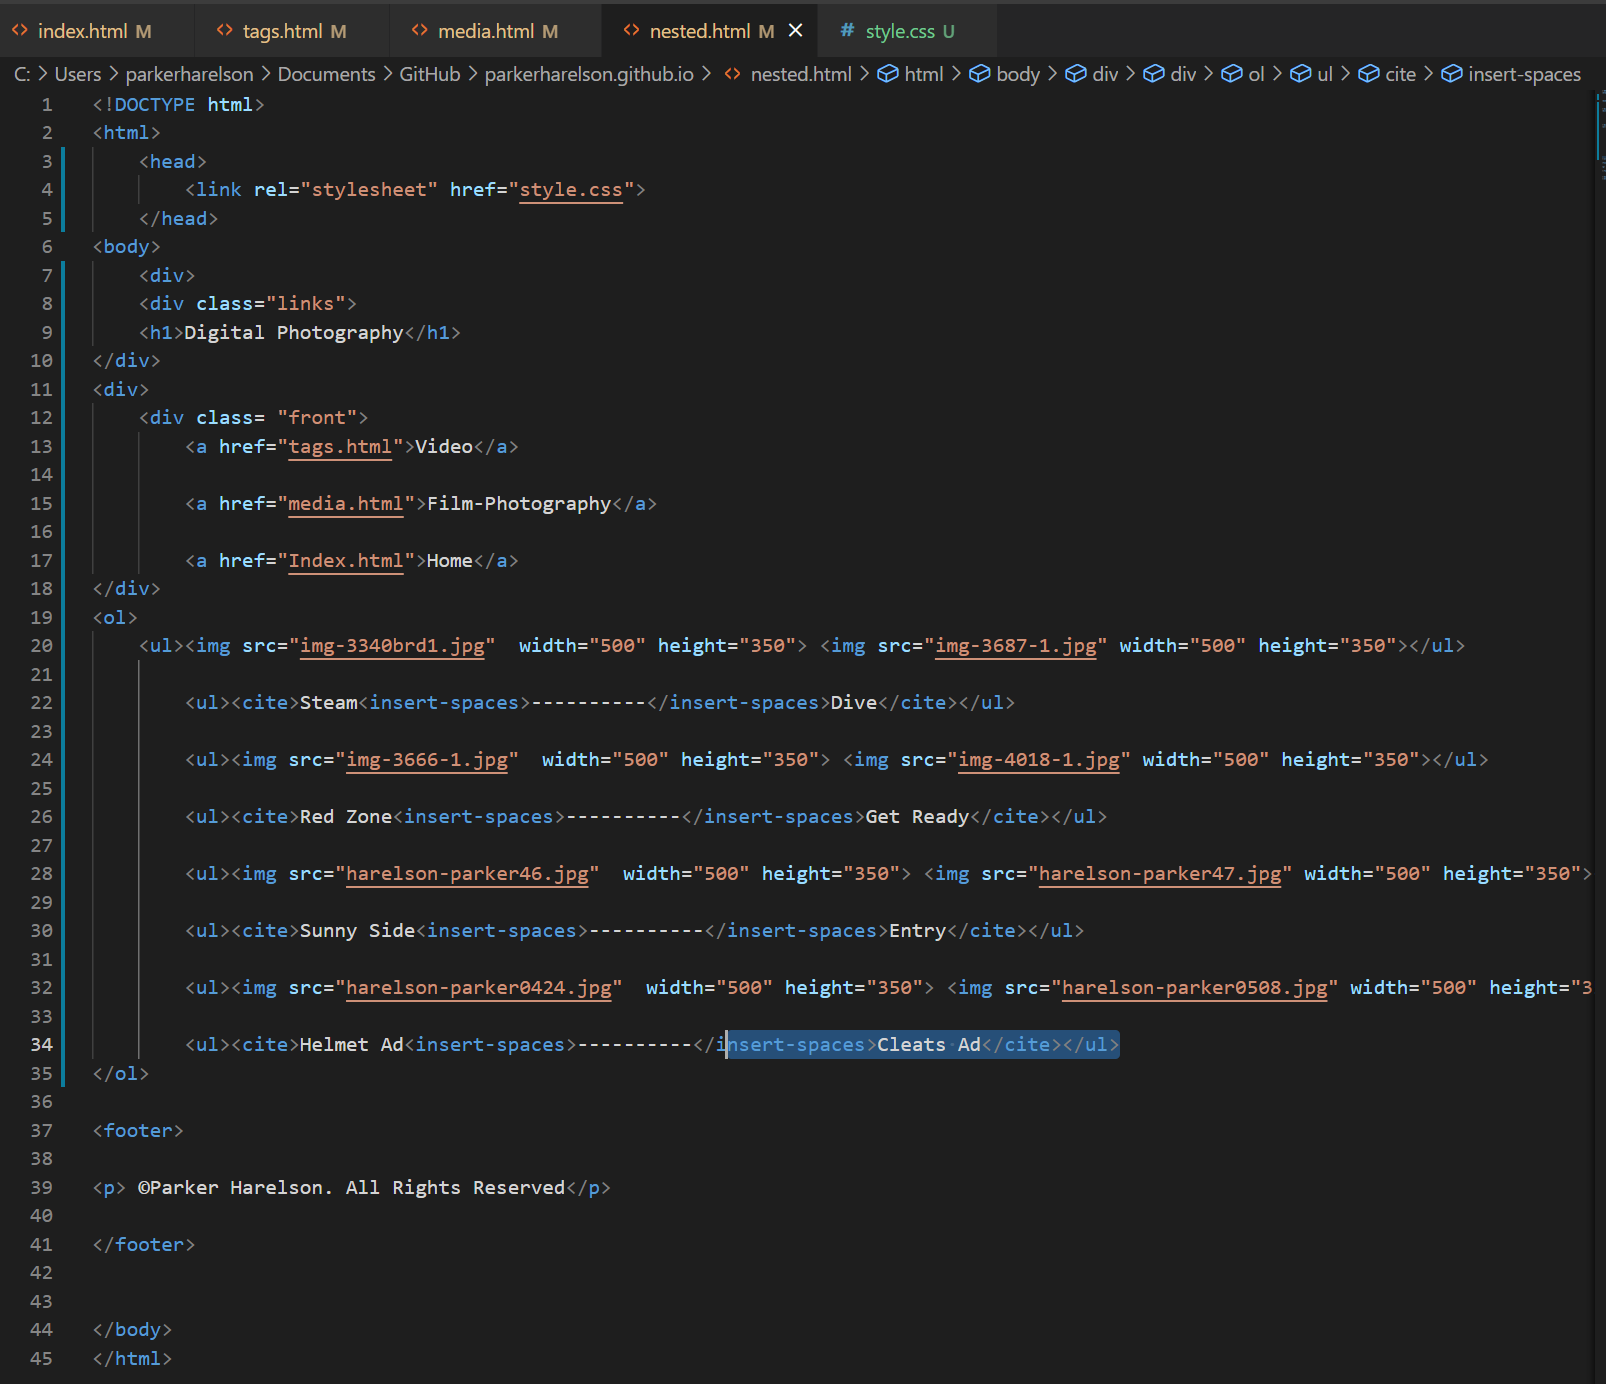 index.html M tags.html M media.html M nested.html M style.css U
C: > Users > parkerharelson > Documents > GitHub > parkerharelson.github.io > nested.html > html > body > div > div > ol > ul > cite > insert-spaces
1 <!DOCTYPE html>
2 <html>
3 <head>
4 <link rel="stylesheet" href="style.css">
5 </head>
6 <body>
7 <div>
8 <div class="links">
9 <h1>Digital Photography</h1>
10 </div>
11 <div>
12 <div class= "front">
13 <a href="tags.html">Video</a>
14
15 <a href="media.html">Film-Photography</a>
16
17 <a href="Index.html">Home</a>
18 </div>
19 <ol>
20 <ul><img src="img-3340brd1.jpg"  width="500" height="350"> <img src="img-3687-1.jpg" width="500" height="350"></ul>
21
22 <ul><cite>Steam<insert-spaces>----------</insert-spaces>Dive</cite></ul>
23
24 <ul><img src="img-3666-1.jpg"  width="500" height="350"> <img src="img-4018-1.jpg" width="500" height="350"></ul>
25
26 <ul><cite>Red Zone<insert-spaces>----------</insert-spaces>Get Ready</cite></ul>
27
28 <ul><img src="harelson-parker46.jpg"  width="500" height="350"> <img src="harelson-parker47.jpg" width="500" height="350">
29
30 <ul><cite>Sunny Side<insert-spaces>----------</insert-spaces>Entry</cite></ul>
31
32 <ul><img src="harelson-parker0424.jpg"  width="500" height="350"> <img src="harelson-parker0508.jpg" width="500" height="3
33
34 <ul><cite>Helmet Ad<insert-spaces>----------</insert-spaces>Cleats Ad</cite></ul>
35 </ol>
36
37 <footer>
38
39 <p> ©Parker Harelson. All Rights Reserved</p>
40
41 </footer>
42
43
44 </body>
45 </html>